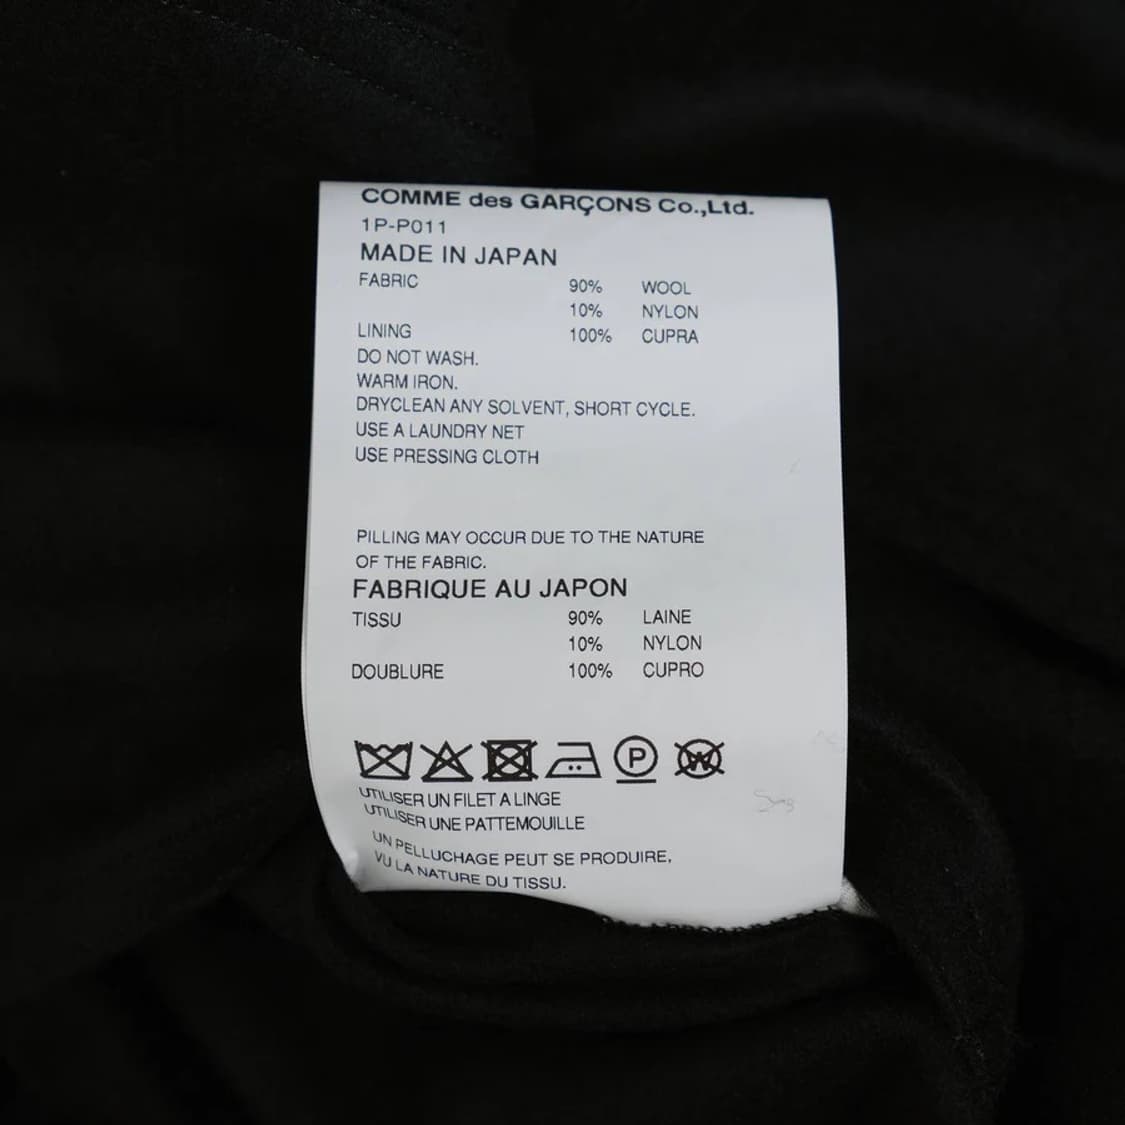 COMME des GARÇONS Co.,Ltd.
1P-P011
MADE IN JAPAN
FABRIC 90% WOOL
10% NYLON
LINING 100% CUPRA
DO NOT WASH.
WARM IRON.
DRYCLEAN ANY SOLVENT, SHORT CYCLE.
USE A LAUNDRY NET
USE PRESSING CLOTH
PILLING MAY OCCUR DUE TO THE NATURE
OF THE FABRIC.
FABRIQUE AU JAPON
TISSU 90% LAINE
10% NYLON
DOUBLURE 100% CUPRO
P W
UTILISER UN FILET A LINGE
UTILISER UNE PATTEMOUILLE
UN PELLUCHAGE PEUT SE PRODUIRE,
VU LA NATURE DU TISSU.